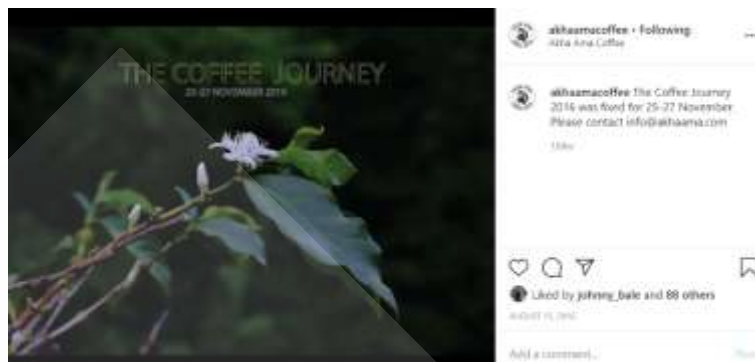 THE COFFEE JOURNEY
25-27 NOVEMBER 2016
akhaamacoffee • Following
Akha Ama Coffee
akhaamacoffee The Coffee Journey
2016 was fixed for 25-27 November
Please contact info@akhaama.com
Liked by johnny_bale and 88 others
Add a comment...